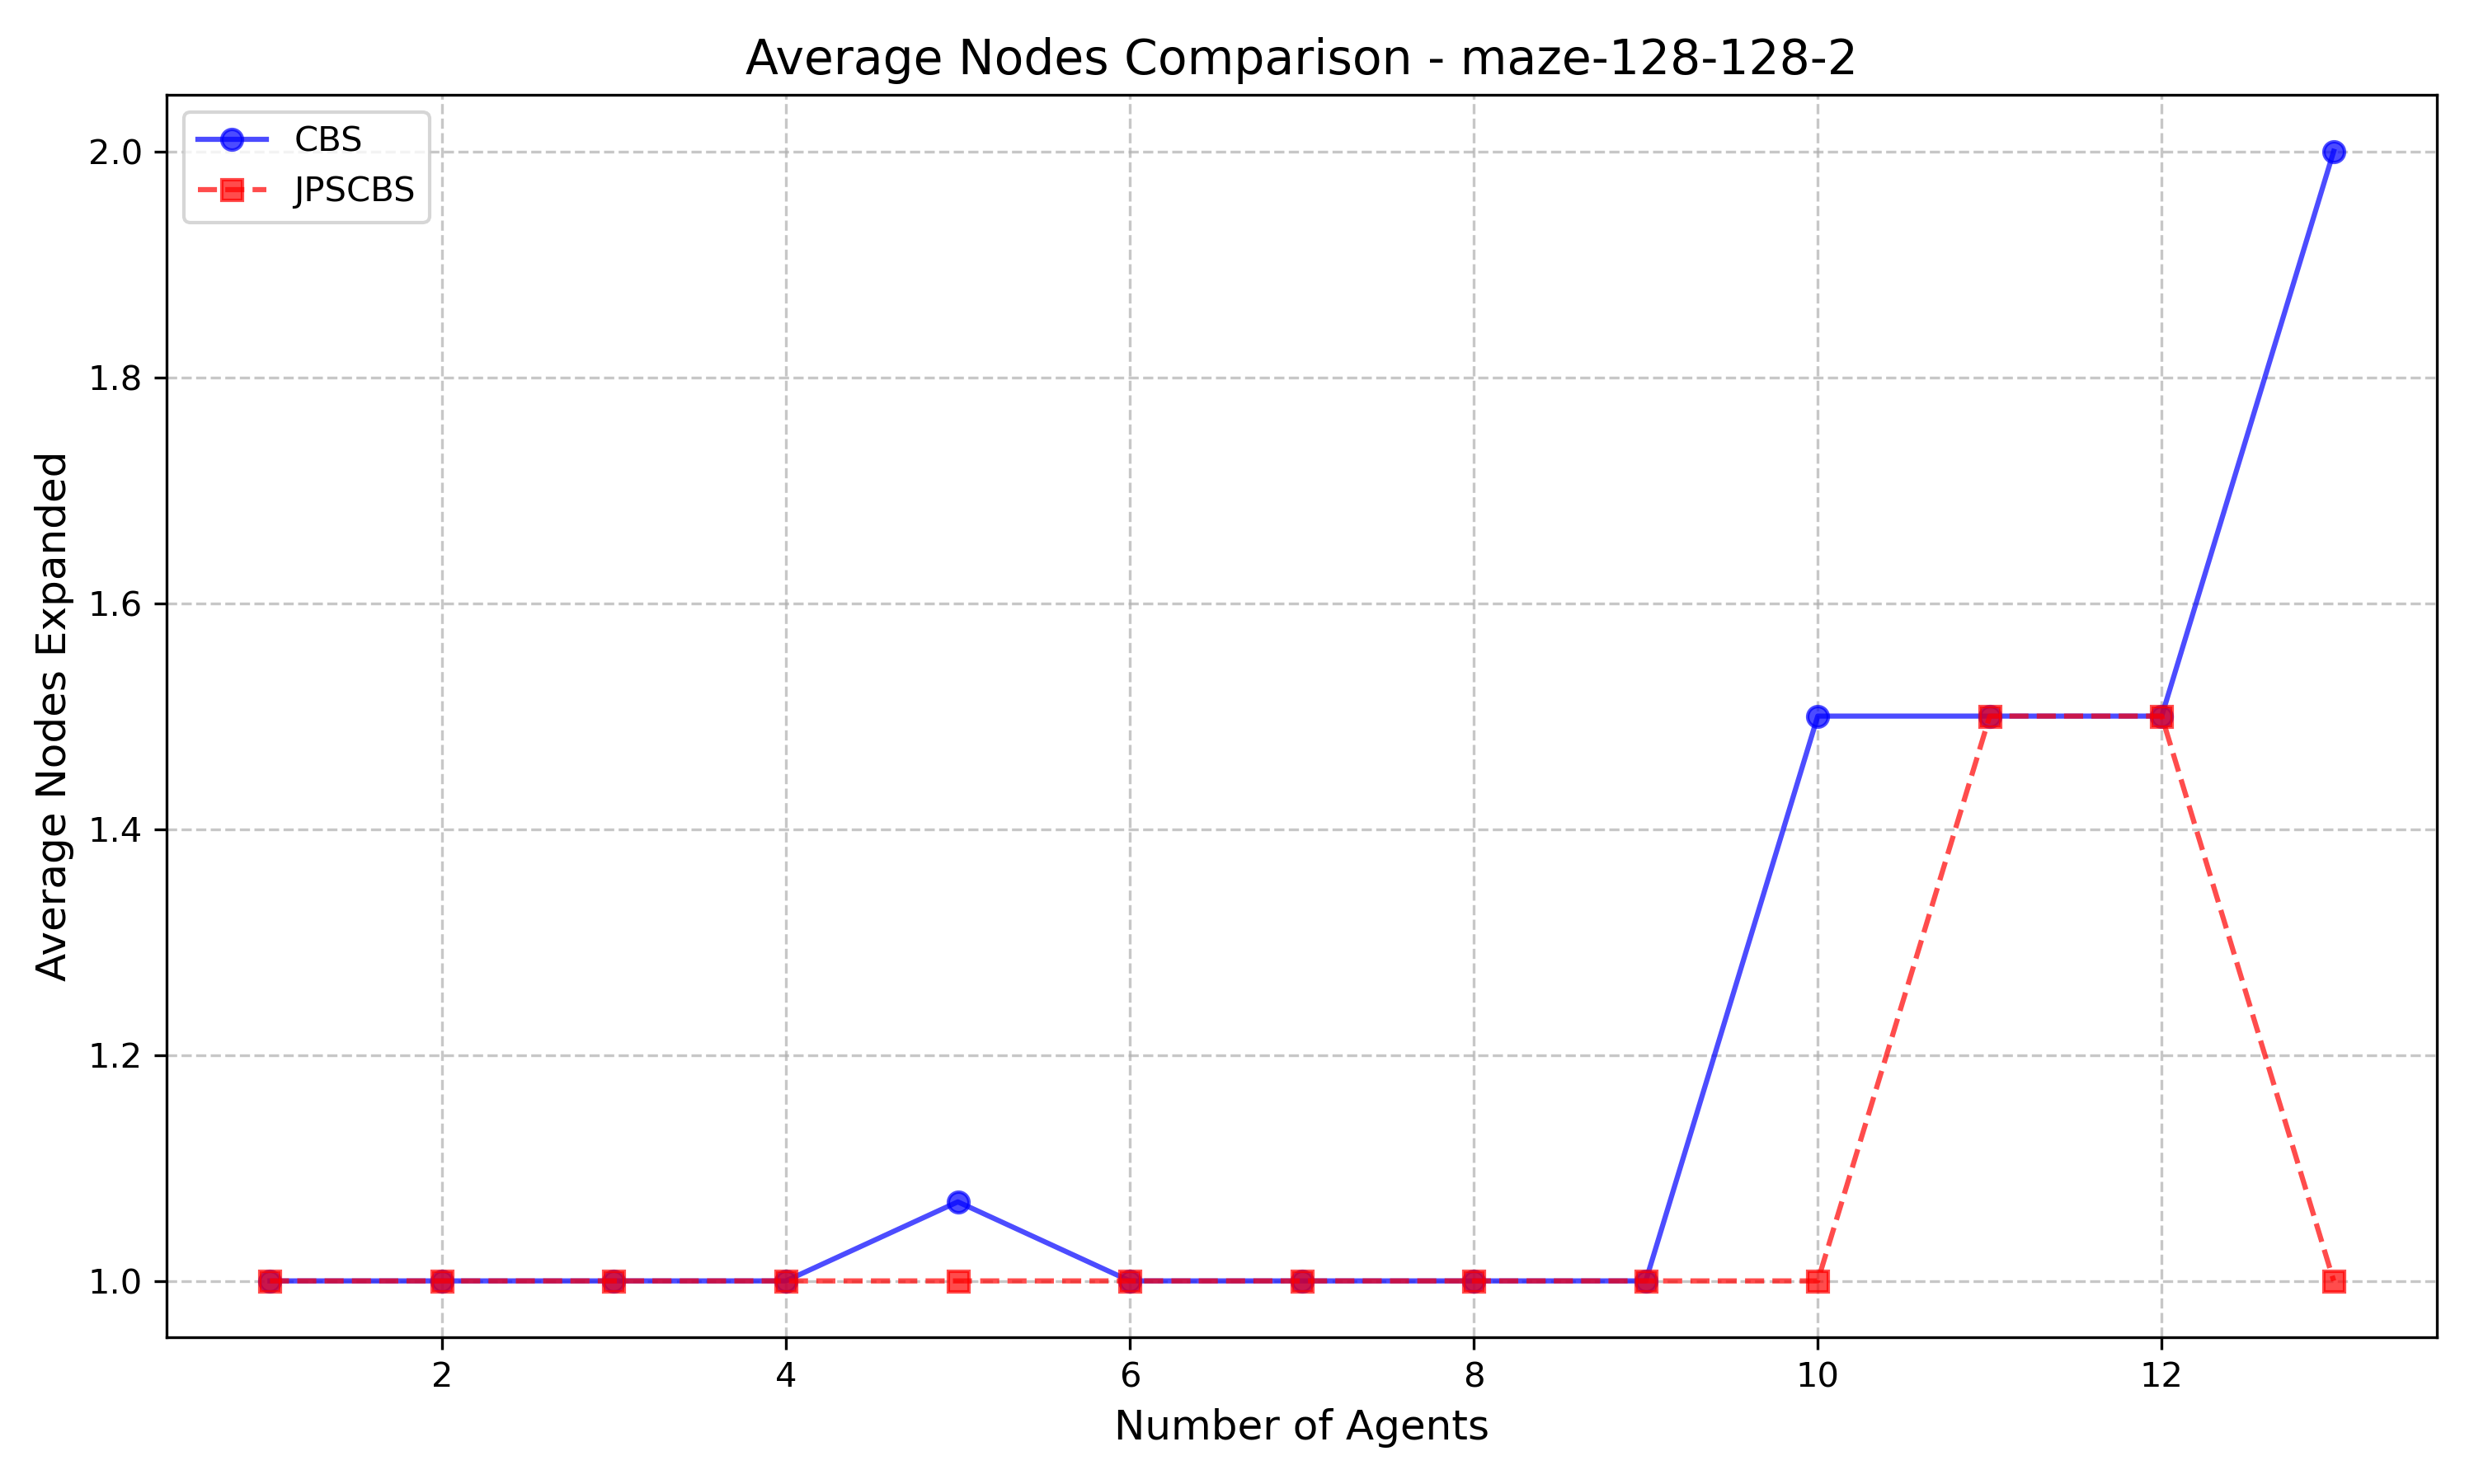 Average Nodes Comparison - maze-128-128-2
CBS
JPSCBS
Average Nodes Expanded
2.0
1.8
1.6
1.4
1.2
1.0
2 4 6 8 10 12
Number of Agents